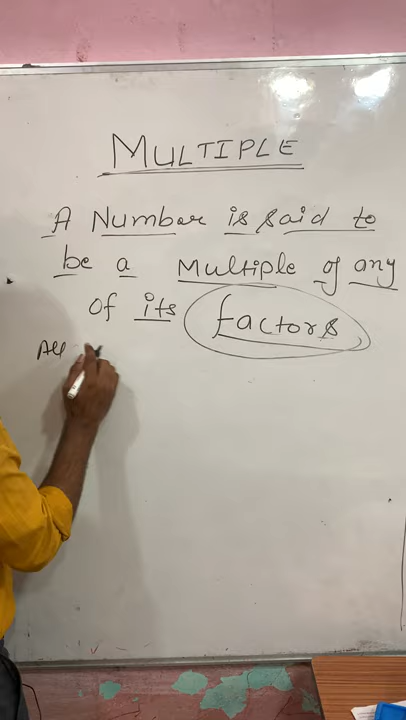 MULTIPLE
A Number is said to
be a Multiple of any
of its factors
All